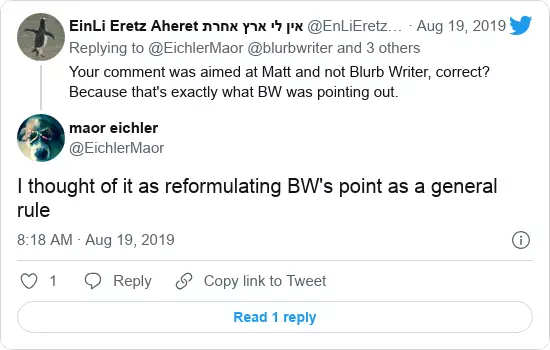 EinLi Eretz Aheret אין לי ארץ אחרת @EnLiEretz… · Aug 19, 2019
Replying to @EichlerMaor @blurbwriter and 3 others
Your comment was aimed at Matt and not Blurb Writer, correct?
Because that's exactly what BW was pointing out.
maor eichler
@EichlerMaor
I thought of it as reformulating BW's point as a general
rule
8:18 AM · Aug 19, 2019
1 Reply Copy link to Tweet
Read 1 reply